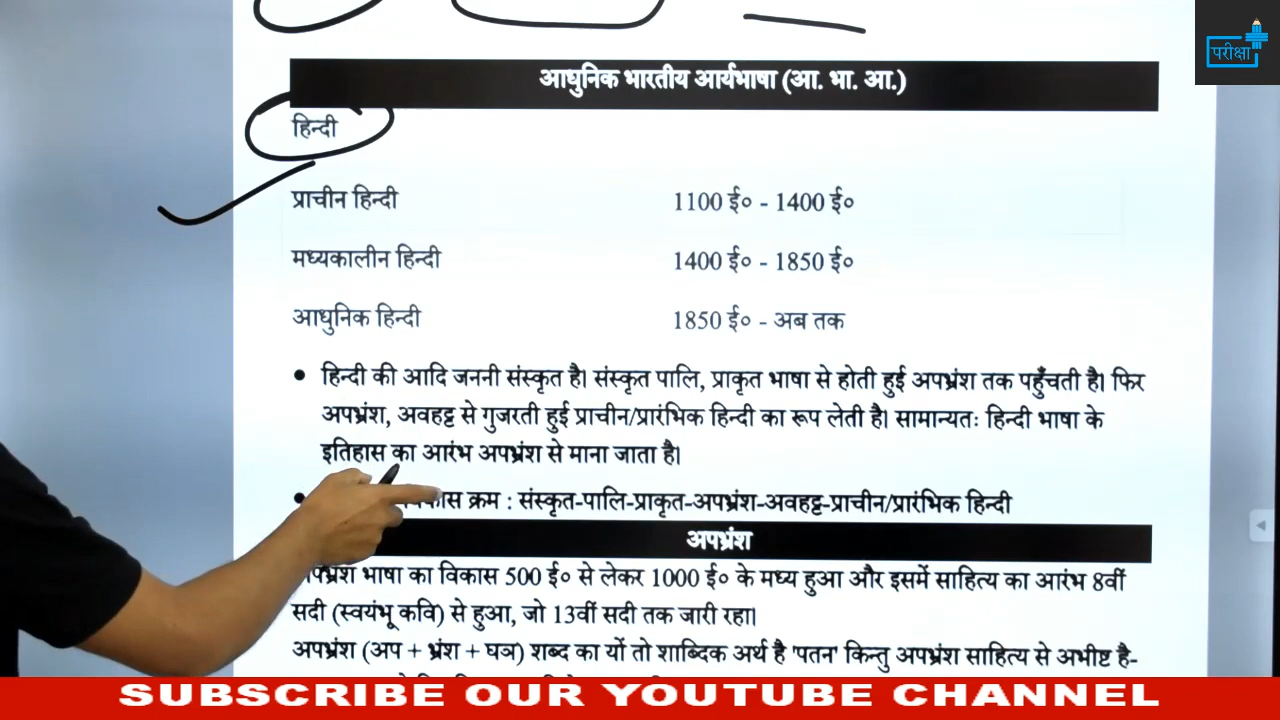 परीक्षा
आधुनिक भारतीय आर्यभाषा (आ. भा. आ.)
हिन्दी
प्राचीन हिन्दी 1100 ई० - 1400 ई०
मध्यकालीन हिन्दी 1400 ई० - 1850 ई०
आधुनिक हिन्दी 1850 ई० - अब तक
• हिन्दी की आदि जननी संस्कृत है। संस्कृत पालि, प्राकृत भाषा से होती हुई अपभ्रंश तक पहुँचती है। फिर
अपभ्रंश, अवहट्ट से गुजरती हुई प्राचीन/प्रारंभिक हिन्दी का रूप लेती है। सामान्यतः हिन्दी भाषा के
इतिहास का आरंभ अपभ्रंश से माना जाता है।
• क्रम : संस्कृत-पालि-प्राकृत-अपभ्रंश-अवहट्ट-प्राचीन/प्रारंभिक हिन्दी
अपभ्रंश
भाषा का विकास 500 ई० से लेकर 1000 ई० के मध्य हुआ और इसमें साहित्य का आरंभ 8वीं
सदी (स्वयंभू कवि) से हुआ, जो 13वीं सदी तक जारी रहा।
अपभ्रंश (अप + भ्रंश + घञ) शब्द का यों तो शाब्दिक अर्थ है 'पतन' किन्तु अपभ्रंश साहित्य से अभीष्ट है-
SUBSCRIBE OUR YOUTUBE CHANNEL